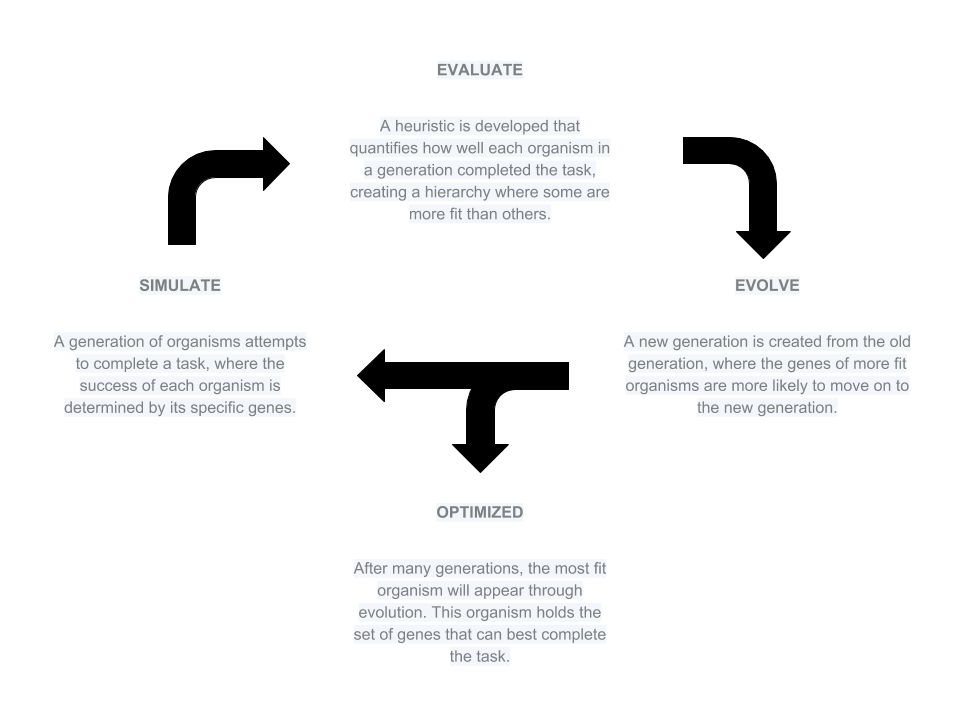 EVALUATE
A heuristic is developed that
quantifies how well each organism in
a generation completed the task,
creating a hierarchy where some are
more fit than others.
SIMULATE
A generation of organisms attempts
to complete a task, where the
success of each organism is
determined by its specific genes.
EVOLVE
A new generation is created from the old
generation, where the genes of more fit
organisms are more likely to move on to
the new generation.
OPTIMIZED
After many generations, the most fit
organism will appear through
evolution. This organism holds the
set of genes that can best complete
the task.